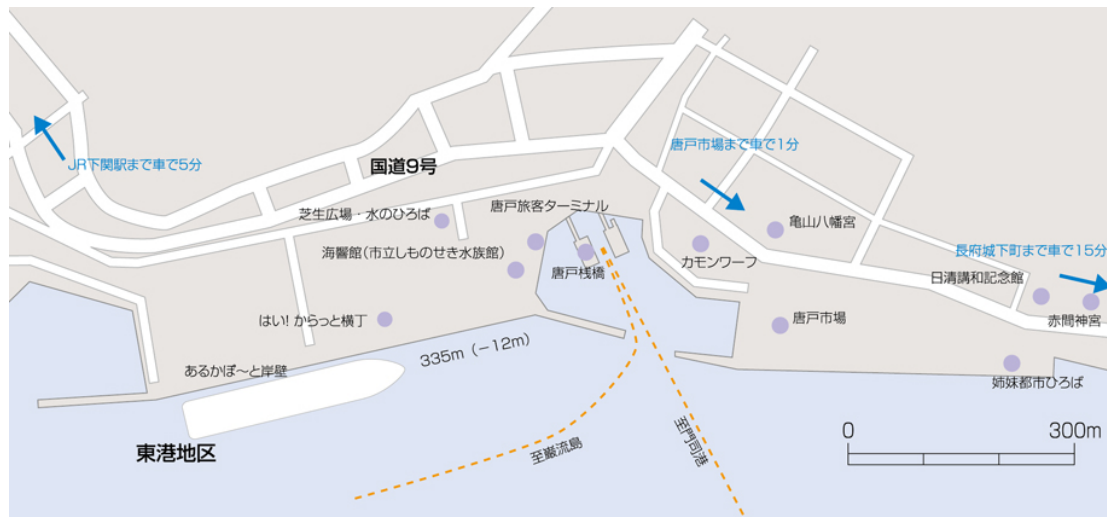 JR下関駅まで車で5分
国道9号
唐戸市場まで車で1分
芝生広場・水のひろば
唐戸旅客ターミナル
亀山八幡宮
海響館(市立しものせき水族館)
唐戸桟橋
カモンワーフ
長府城下町まで車で15分
日清講和記念館
赤間神宮
はい!からっと横丁
唐戸市場
335m(-12m)
あるかぽ~と岸壁
姉妹都市ひろば
東港地区
至巌流島
至門司港
0
300m